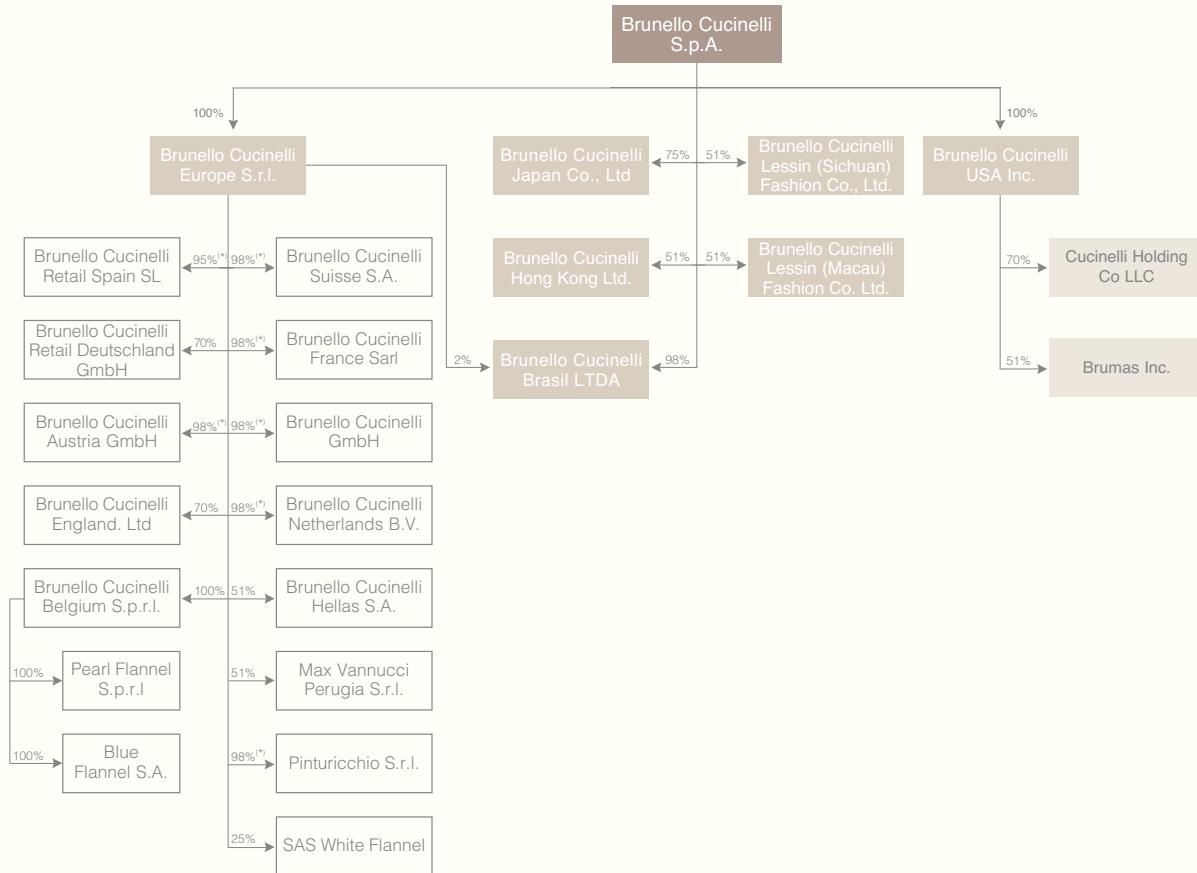 Brunello Cucinelli
S.p.A.
100%
100%
Brunello Cucinelli
Europe S.r.l.
Brunello Cucinelli
Japan Co., Ltd
75%
51%
Brunello Cucinelli
Lessin (Sichuan)
Fashion Co., Ltd.
Brunello Cucinelli
USA Inc.
Brunello Cucinelli
Retail Spain SL
95%(*)
98%(*)
Brunello Cucinelli
Suisse S.A.
Brunello Cucinelli
Hong Kong Ltd.
51%
51%
Brunello Cucinelli
Lessin (Macau)
Fashion Co. Ltd.
70%
Cucinelli Holding
Co LLC
Brunello Cucinelli
Retail Deutschland
GmbH
70%
98%(*)
Brunello Cucinelli
France Sarl
2%
Brunello Cucinelli
Brasil LTDA
98%
51%
Brumas Inc.
Brunello Cucinelli
Austria GmbH
98%(*)
98%(*)
Brunello Cucinelli
GmbH
Brunello Cucinelli
England. Ltd
70%
98%(*)
Brunello Cucinelli
Netherlands B.V.
Brunello Cucinelli
Belgium S.p.r.l.
100%
51%
Brunello Cucinelli
Hellas S.A.
100%
Pearl Flannel
S.p.r.l
51%
Max Vannucci
Perugia S.r.l.
100%
Blue
Flannel S.A.
98%(*)
Pinturicchio S.r.l.
25%
SAS White Flannel